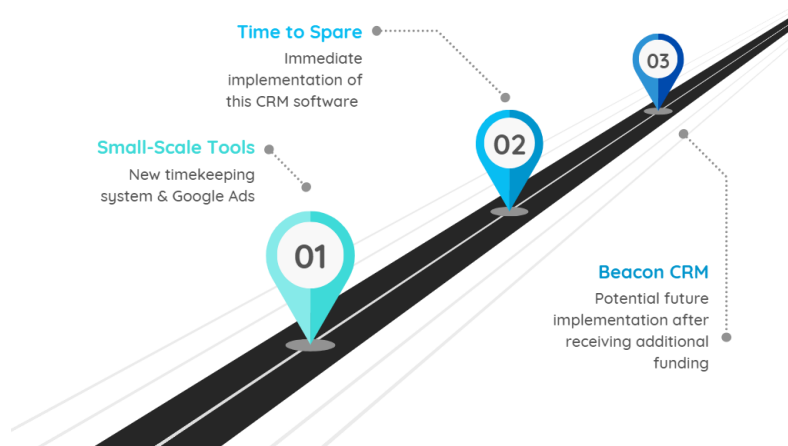 Time to Spare
Immediate
implementation of
this CRM software
03
02
Small-Scale Tools
New timekeeping
system & Google Ads
01
Beacon CRM
Potential future
implementation after
receiving additional
funding